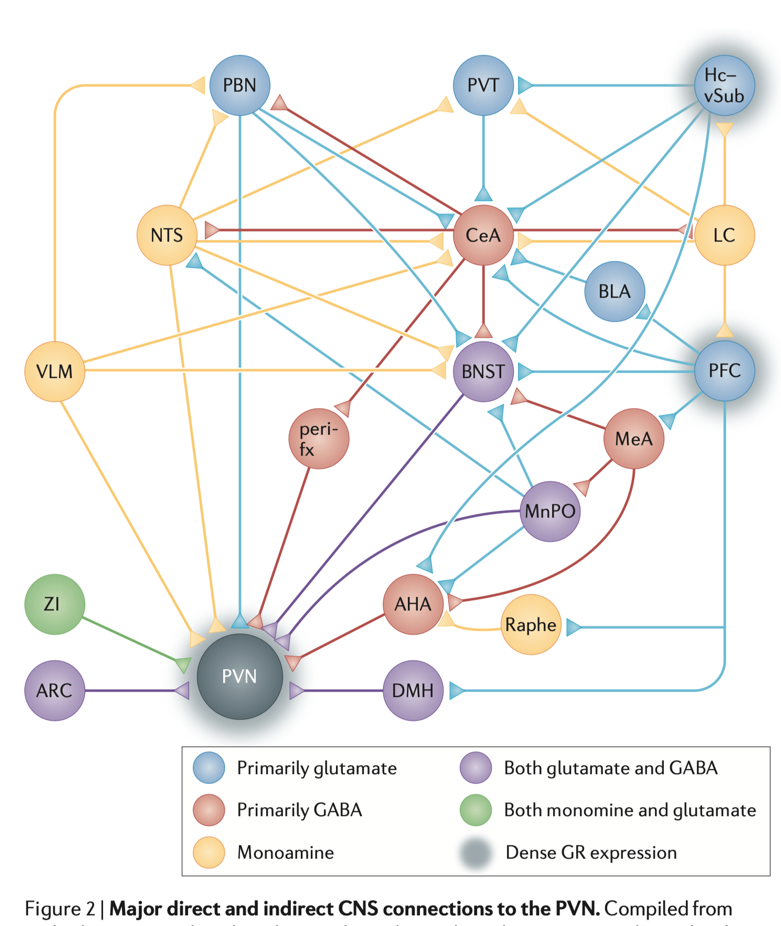 PBN
PVT
Hc–
vSub
NTS
CeA
LC
BLA
VLM
BNST
PFC
peri-
fx
MeA
MnPO
ZI
AHA
Raphe
PVN
ARC
DMH
Primarily glutamate
Both glutamate and GABA
Primarily GABA
Both monomine and glutamate
Monoamine
Dense GR expression
Figure 2 | Major direct and indirect CNS connections to the PVN. Compiled from